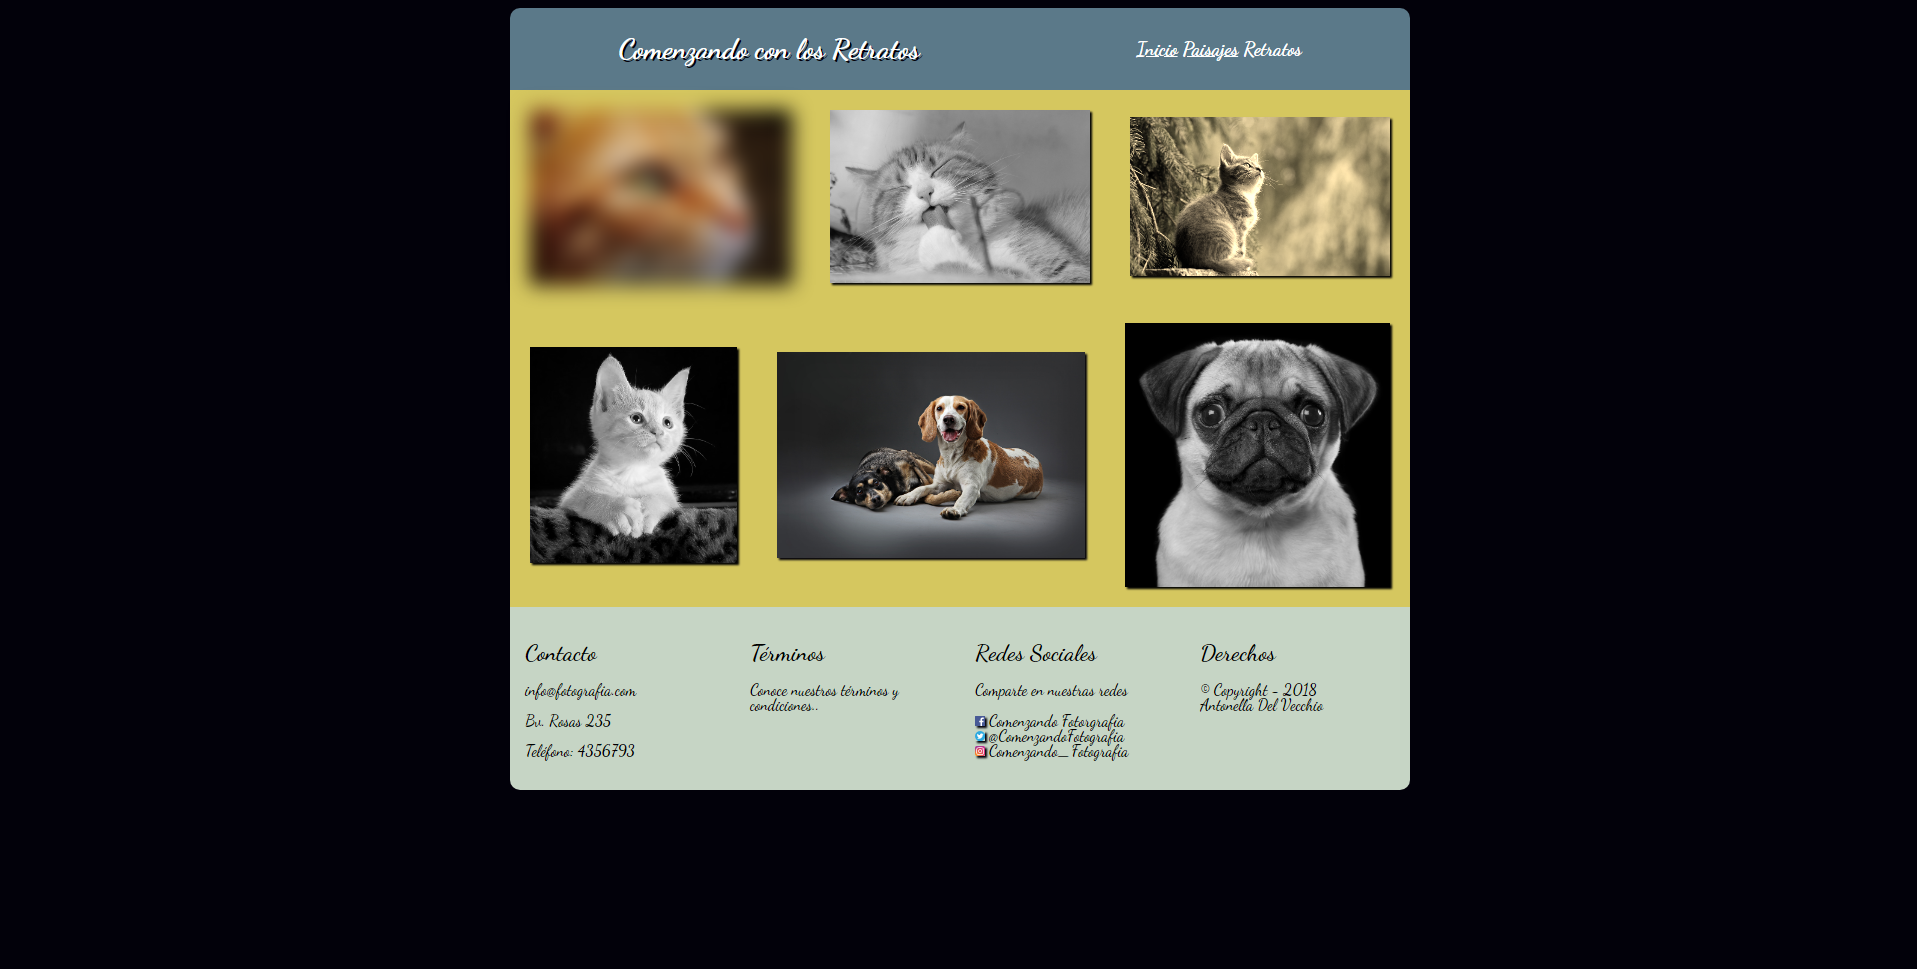 Comenzando con los Retratos
Inicio Paisajes Retratos
Contacto
info@fotografia.com
Bv. Rosas 235
Teléfono: 4356793
Términos
Conoce nuestros términos y
condiciones..
Redes Sociales
Comparte en nuestras redes
Comenzando Fotorgrafía
@ComenzandoFotografia
Comenzando_Fotografia
Derechos
© Copyright - 2018
Antonella Del Vecchio